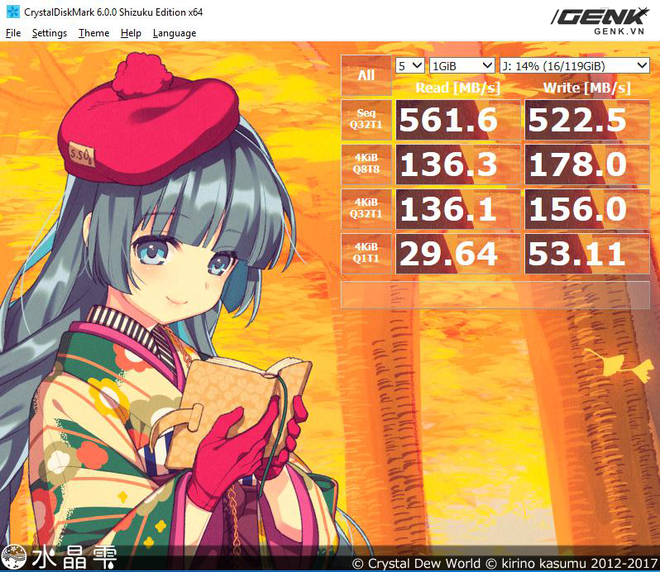 CrystalDiskMark 6.0.0 Shizuku Edition x64
GENK
GENK.VN
File Settings Theme Help Language
All 5 1GiB J: 14% (16/119GiB)
Read [MB/s] Write [MB/s]
Seq
Q32T1 561.6 522.5
4KiB
Q8T8 136.3 178.0
4KiB
Q32T1 136.1 156.0
4KiB
Q1T1 29.64 53.11
水晶雫
© Crystal Dew World © kirino kasumu 2012-2017